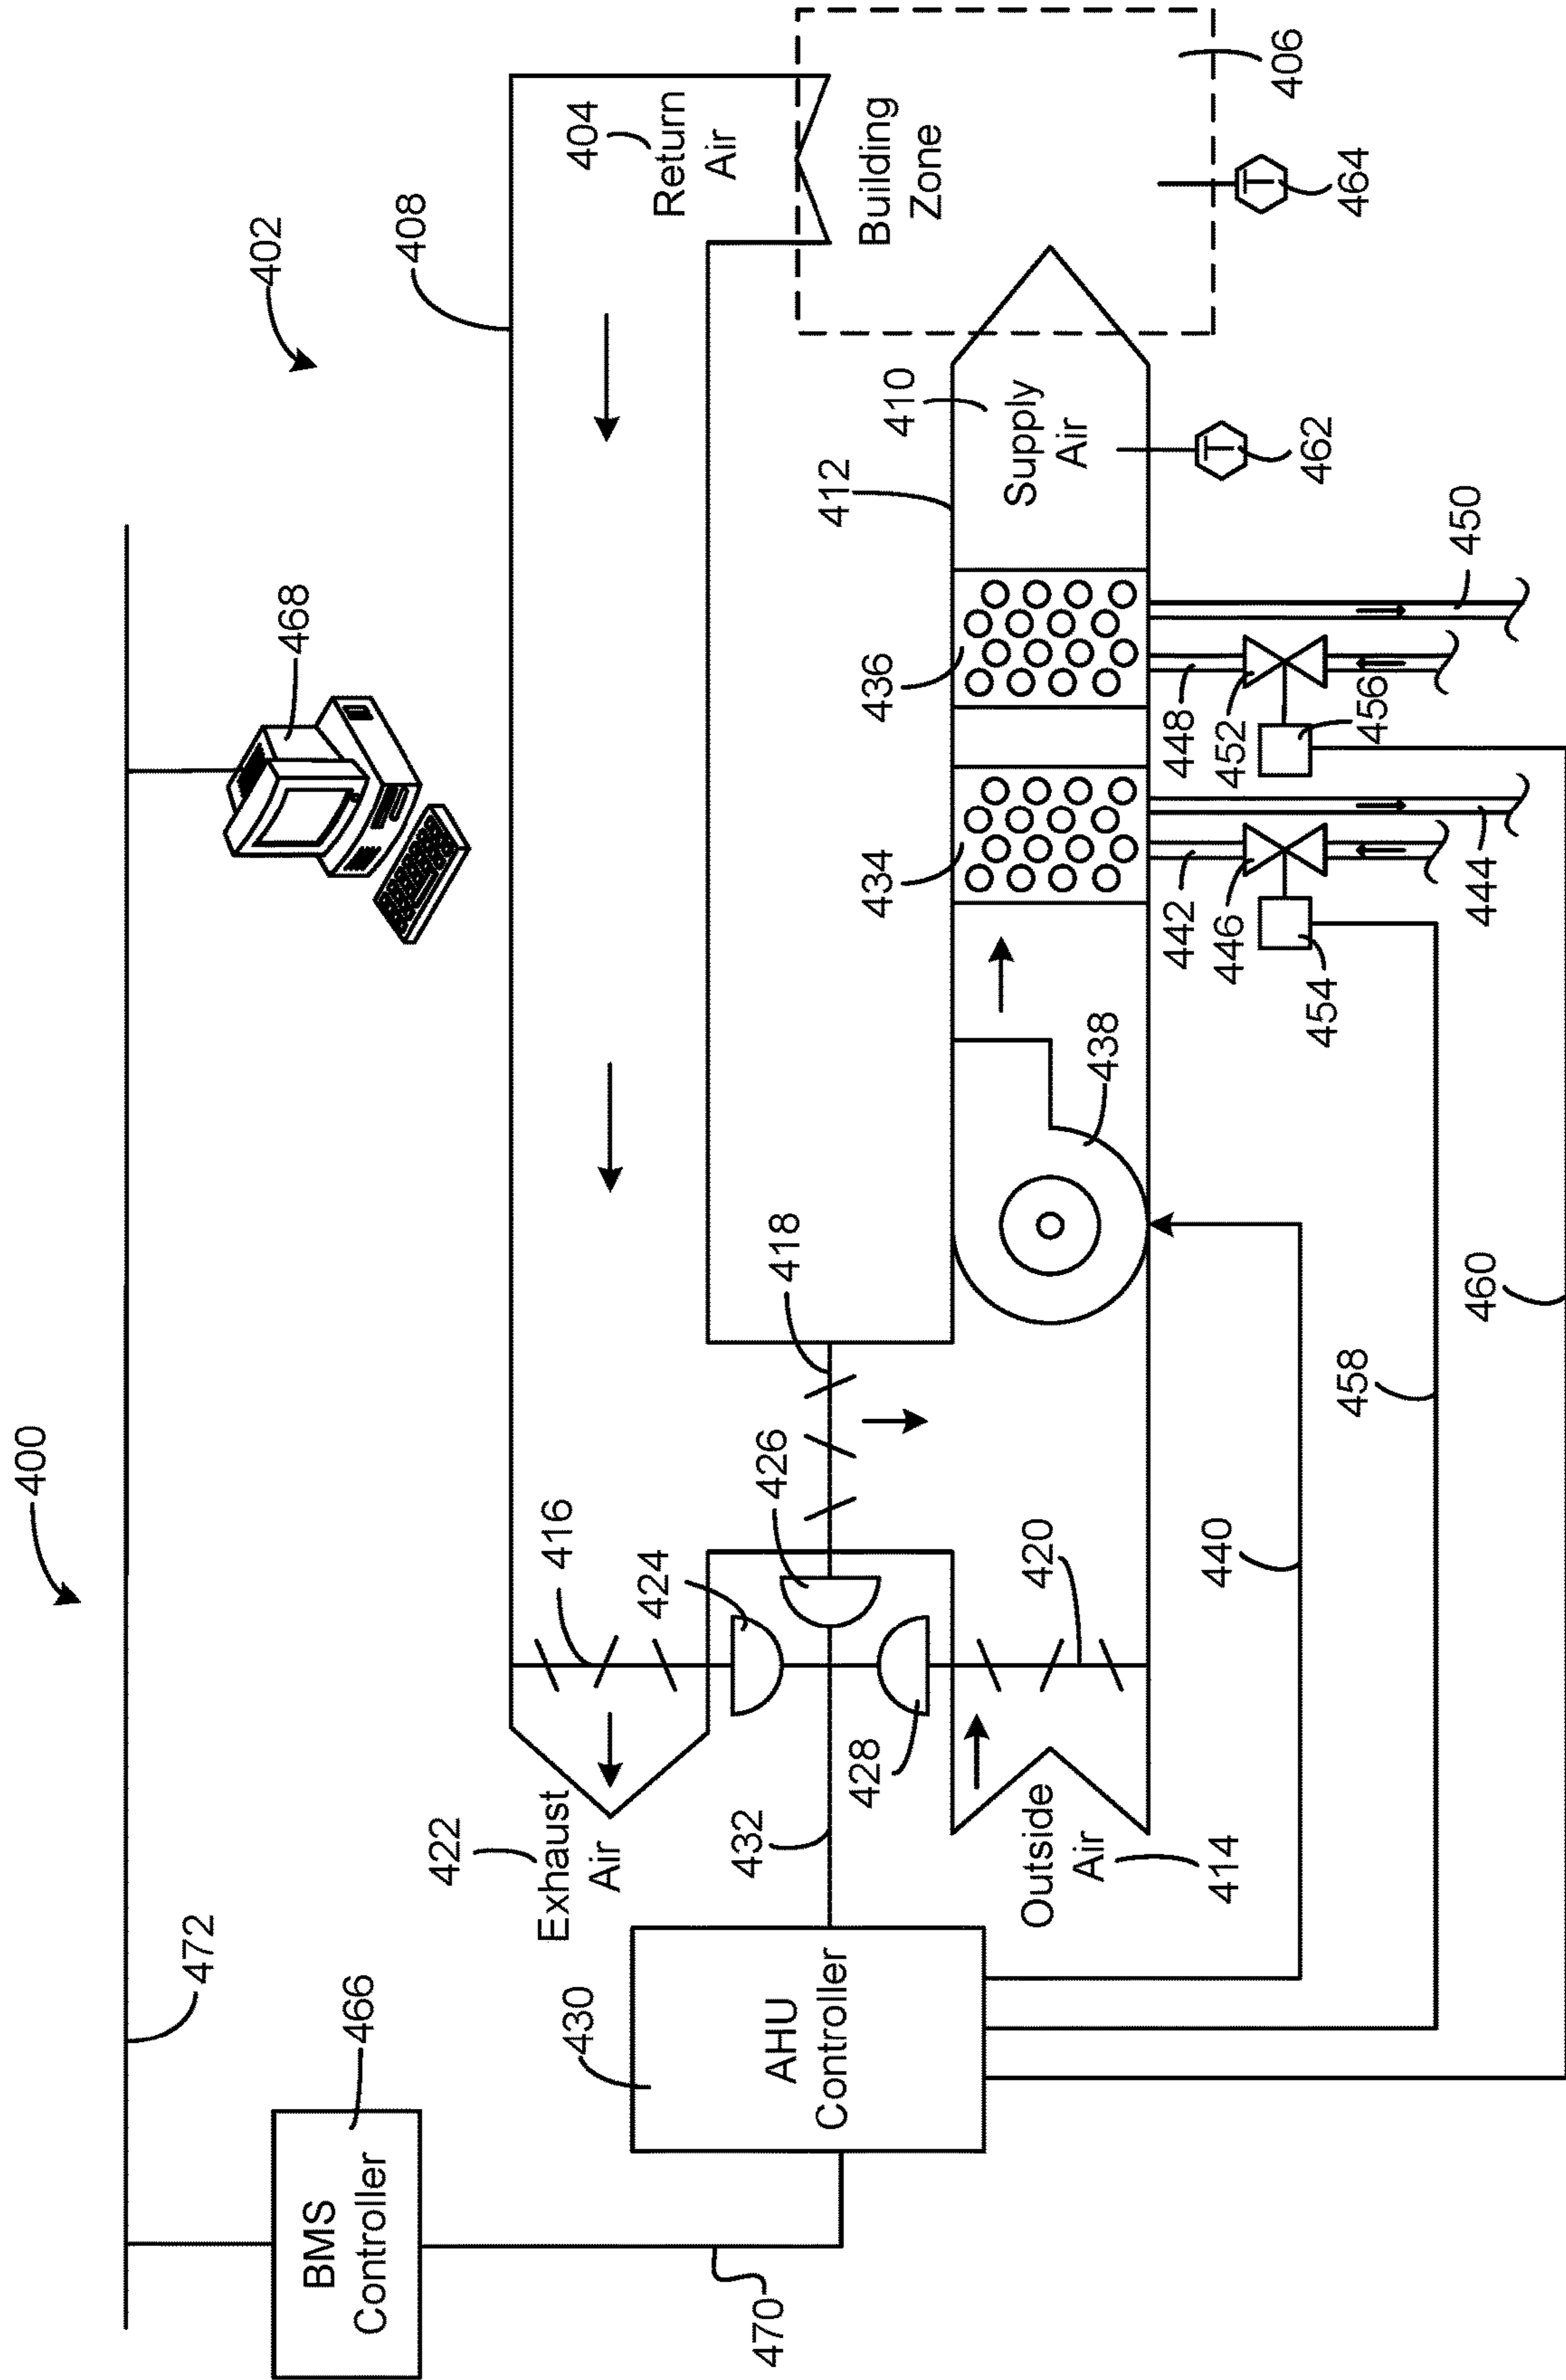 400
472
BMS
Controller
466
470
468
402
408
404
Return
Air
Building
Zone
406
464
T
AHU
Controller
430
422
Exhaust
Air
416
424
426
418
432
428
Outside
Air
414
420
438
434
436
412
410
Supply
Air
462
T
442
446
454
444
448
452
456
450
440
458
460